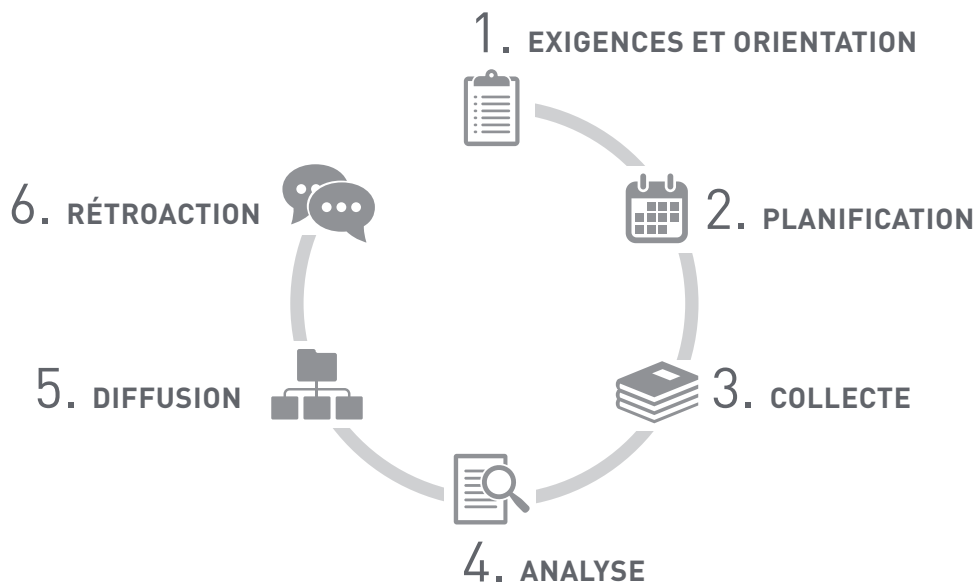 1. EXIGENCES ET ORIENTATION
2. PLANIFICATION
3. COLLECTE
4. ANALYSE
5. DIFFUSION
6. RÉTROACTION